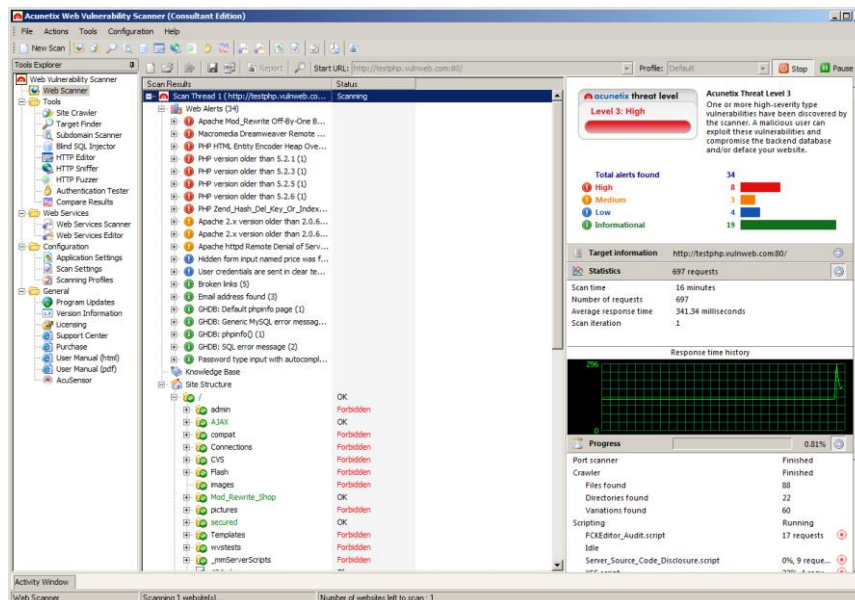 Acunetix Web Vulnerability Scanner (Consultant Edition)
File Actions Tools Configuration Help
New Scan
Tools Explorer
Web Vulnerability Scanner
Web Scanner
Tools
Site Crawler
Target Finder
Subdomain Scanner
Blind SQL Injector
HTTP Editor
HTTP Sniffer
HTTP Fuzzer
Authentication Tester
Compare Results
Web Services
Web Services Scanner
Web Services Editor
Configuration
Application Settings
Scan Settings
Scanning Profiles
General
Program Updates
Version Information
Licensing
Support Center
Purchase
User Manual (html)
User Manual (pdf)
AcuSensor
Report Start URL: http://testphp.vulnweb.com:80/ Profile: Default Stop Pause
Scan Results Status
Scan Thread 1 ( http://testphp.vulnweb.co... Scanning
Web Alerts (34)
Apache Mod_Rewrite Off-By-One B...
Macromedia Dreamweaver Remote ...
PHP HTML Entity Encoder Heap Ove...
PHP version older than 5.2.1 (1)
PHP version older than 5.2.3 (1)
PHP version older than 5.2.5 (1)
PHP version older than 5.2.6 (1)
PHP Zend_Hash_Del_Key_Or_Index...
Apache 2.x version older than 2.0.6...
Apache 2.x version older than 2.0.6...
Apache httpd Remote Denial of Serv...
Hidden form input named price was f...
User credentials are sent in clear te...
Broken links (5)
Email address found (3)
GHDB: Default phpinfo page (1)
GHDB: Generic MySQL error messag...
GHDB: phpinfo() (1)
GHDB: SQL error message (2)
Password type input with autocompl...
Knowledge Base
Site Structure
/ OK
admin Forbidden
AJAX OK
compat Forbidden
Connections Forbidden
CVS Forbidden
Flash Forbidden
images Forbidden
Mod_Rewrite_Shop OK
pictures Forbidden
secured OK
Templates Forbidden
wvstests Forbidden
_mmServerScripts Forbidden
acunetix threat level
Level 3: High
Acunetix Threat Level 3
One or more high-severity type
vulnerabilities have been discovered by
the scanner. A malicious user can
exploit these vulnerabilities and
compromise the backend database
and/or deface your website.
Total alerts found 34
High 8
Medium 3
Low 4
Informational 19
Target information http://testphp.vulnweb.com:80/
Statistics 697 requests
Scan time 16 minutes
Number of requests 697
Average response time 341.34 milliseconds
Scan iteration 1
Response time history
296
0
Progress 0.81%
Port scanner Finished
Crawler Finished
Files found 88
Directories found 22
Variations found 60
Scripting Running
FCKEditor_Audit.script 17 requests
Idle
Server_Source_Code_Disclosure.script 0%, 9 reque...
Activity Window
Web Scanner Scanning 1 website(s) Number of websites left to scan : 1